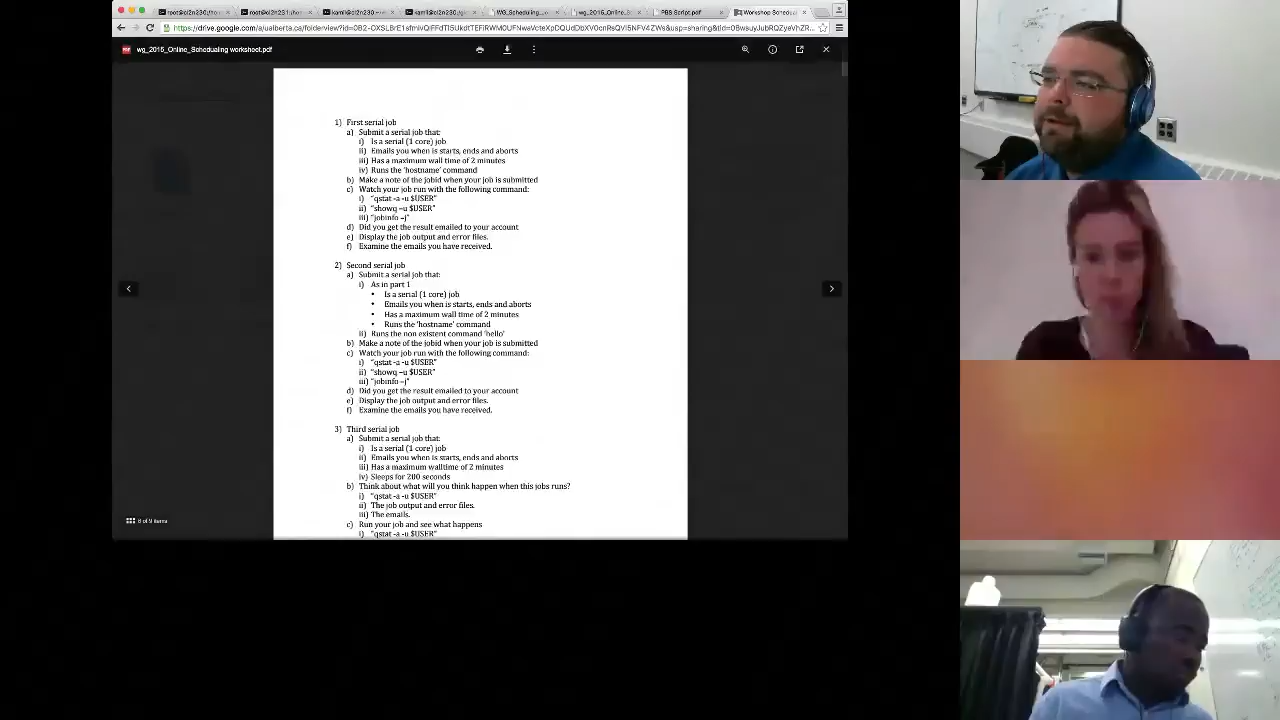 WG_Scheduling...
PBS Script.pdf
Workshop Scheduli
wg_2015_Online_Schedualing worksheet.pdf
1) First serial job
a) Submit a serial job that:
i) Is a serial (1 core) job
ii) Emails you when is starts, ends and aborts
iii) Has a maximum wall time of 2 minutes
iv) Runs the 'hostname' command
b) Make a note of the jobid when your job is submitted
c) Watch your job run with the following command:
i) "qstat -a -u $USER"
ii) "showq –u $USER"
iii) "jobinfo –j"
d) Did you get the result emailed to your account
e) Display the job output and error files.
f) Examine the emails you have received.
2) Second serial job
a) Submit a serial job that:
i) As in part 1
• Is a serial (1 core) job
• Emails you when is starts, ends and aborts
• Has a maximum wall time of 2 minutes
• Runs the 'hostname' command
ii) Runs the non existent command 'hello'
b) Make a note of the jobid when your job is submitted
c) Watch your job run with the following command:
i) "qstat -a -u $USER"
ii) "showq –u $USER"
iii) "jobinfo –j"
d) Did you get the result emailed to your account
e) Display the job output and error files.
f) Examine the emails you have received.
3) Third serial job
a) Submit a serial job that:
i) Is a serial (1 core) job
ii) Emails you when is starts, ends and aborts
iii) Has a maximum walltime of 2 minutes
iv) Sleeps for 200 seconds
b) Think about what will you think happen when this jobs runs?
i) "qstat -a -u $USER"
ii) The job output and error files.
iii) The emails.
c) Run your job and see what happens
i) "qstat -a -u $USER"
8 of 9 items